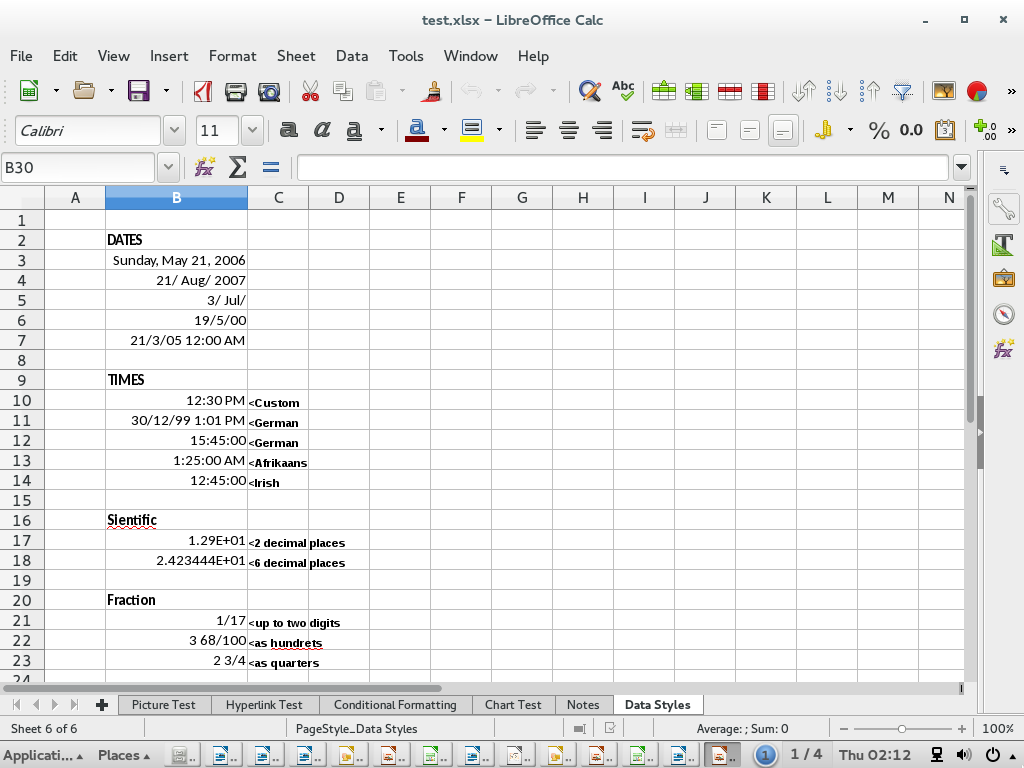 test.xlsx – LibreOffice Calc
File Edit View Insert Format Sheet Data Tools Window Help
Abc
Calibri 11 a a a a % 0.0
B30 fx Σ =
A B C D E F G H I J K L M N
1
2 DATES
3 Sunday, May 21, 2006
4 21/ Aug/ 2007
5 3/ Jul/
6 19/5/00
7 21/3/05 12:00 AM
8
9 TIMES
10 12:30 PM <Custom
11 30/12/99 1:01 PM <German
12 15:45:00 <German
13 1:25:00 AM <Afrikaans
14 12:45:00 <Irish
15
16 Sientific
17 1.29E+01 <2 decimal places
18 2.423444E+01 <6 decimal places
19
20 Fraction
21 1/17 <up to two digits
22 3 68/100 <as hundrets
23 2 3/4 <as quarters
24
Picture Test Hyperlink Test Conditional Formatting Chart Test Notes Data Styles
Sheet 6 of 6 PageStyle_Data Styles Average: ; Sum: 0 100%
Applicati... Places 1 1 / 4 Thu 02:12